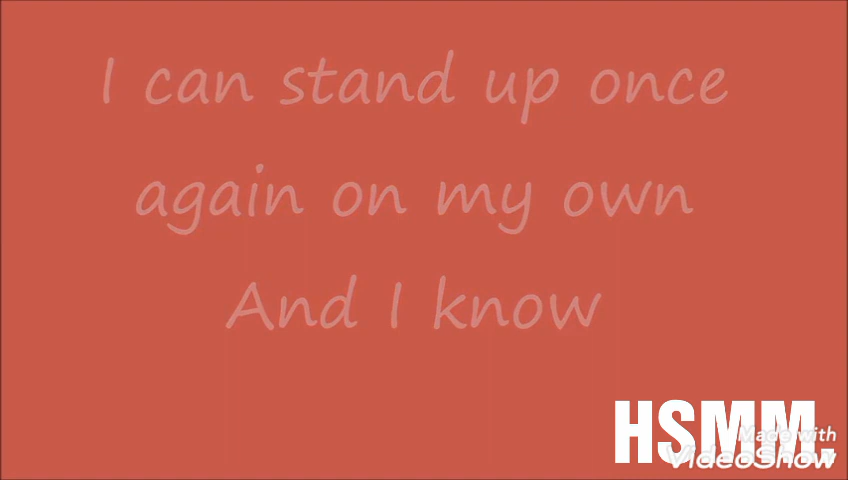 I can stand up once
again on my own
And I know
HSMM.
Made with
VideoShow